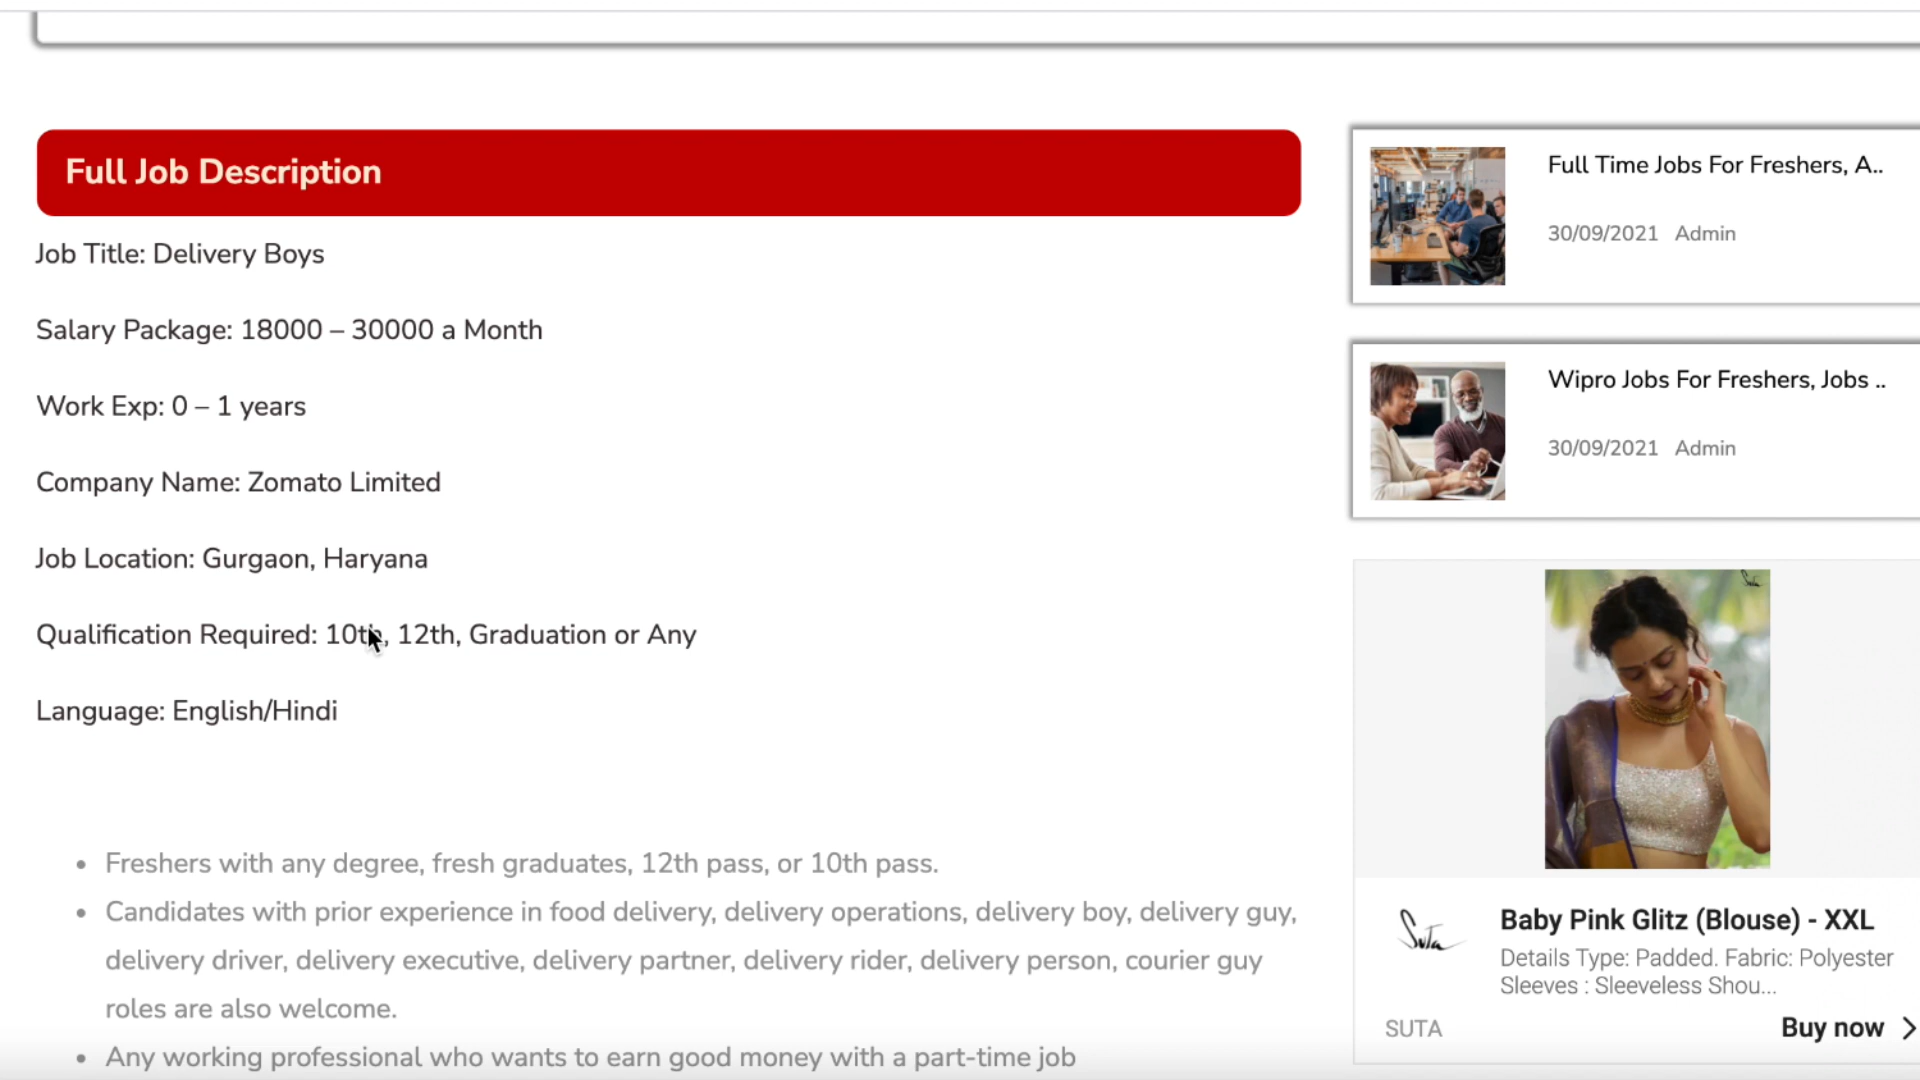 Full Job Description
Job Title: Delivery Boys
Salary Package: 18000 – 30000 a Month
Work Exp: 0 – 1 years
Company Name: Zomato Limited
Job Location: Gurgaon, Haryana
Qualification Required: 10th, 12th, Graduation or Any
Language: English/Hindi
Freshers with any degree, fresh graduates, 12th pass, or 10th pass.
Candidates with prior experience in food delivery, delivery operations, delivery boy, delivery guy,
delivery driver, delivery executive, delivery partner, delivery rider, delivery person, courier guy
roles are also welcome.
Any working professional who wants to earn good money with a part-time job
Full Time Jobs For Freshers, A..
30/09/2021 Admin
Wipro Jobs For Freshers, Jobs ..
30/09/2021 Admin
Suta
Suta
Baby Pink Glitz (Blouse) - XXL
Details Type: Padded. Fabric: Polyester
Sleeves : Sleeveless Shou...
SUTA
Buy now